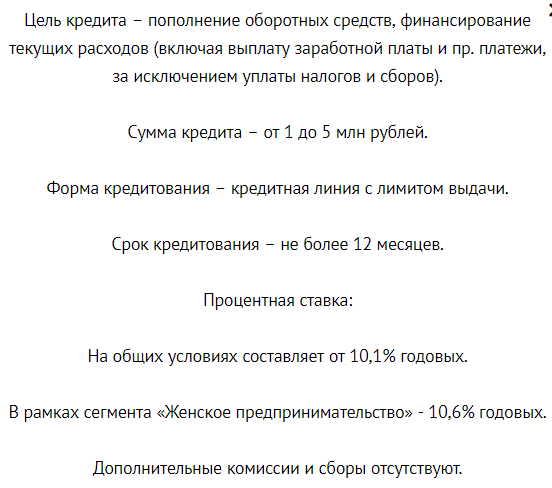 Цель кредита – пополнение оборотных средств, финансирование
текущих расходов (включая выплату заработной платы и пр. платежи,
за исключением уплаты налогов и сборов).
Сумма кредита – от 1 до 5 млн рублей.
Форма кредитования – кредитная линия с лимитом выдачи.
Срок кредитования – не более 12 месяцев.
Процентная ставка:
На общих условиях составляет от 10,1% годовых.
В рамках сегмента «Женское предпринимательство» - 10,6% годовых.
Дополнительные комиссии и сборы отсутствуют.